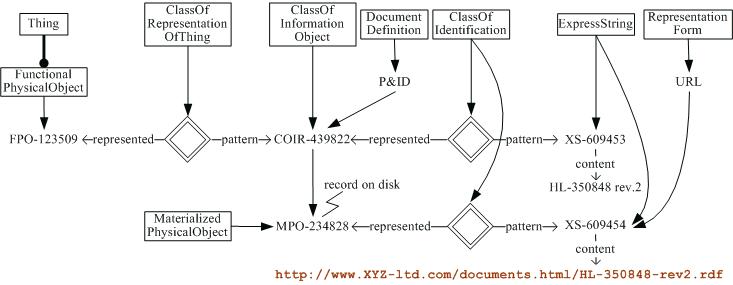 Thing
ClassOf
Representation
OfThing
ClassOf
Information
Object
Document
Definition
ClassOf
Identification
ExpressString
Representation
Form
Functional
PhysicalObject
P&ID
URL
FPO-123509
represented
pattern
COIR-439822
represented
pattern
XS-609453
content
HL-350848 rev.2
record on disk
Materialized
PhysicalObject
MPO-234828
represented
pattern
XS-609454
content
http://www.XYZ-ltd.com/documents.html/HL-350848-rev2.rdf